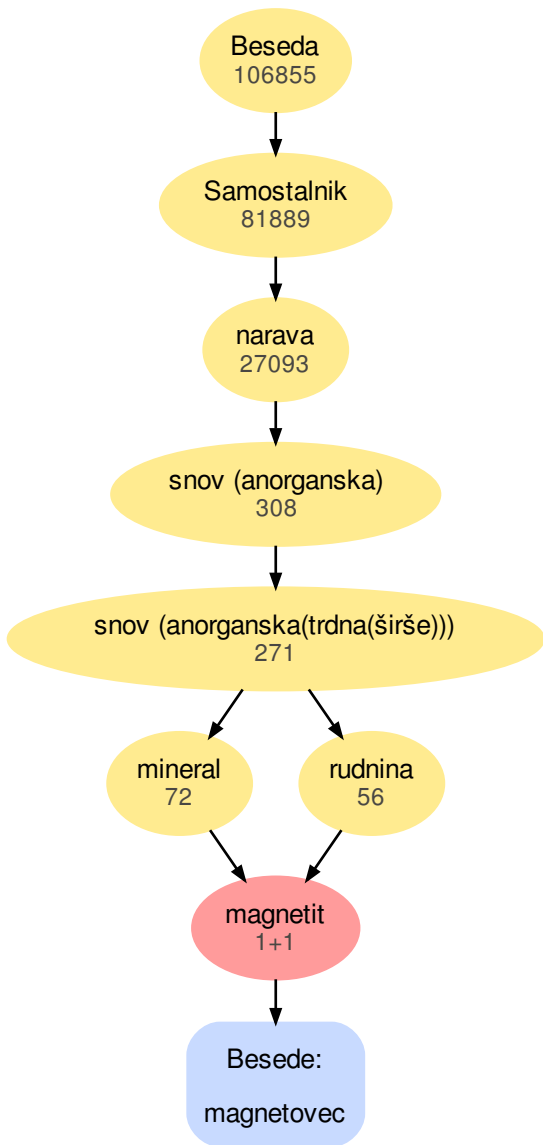 Beseda
106855
Samostalnik
81889
narava
27093
snov (anorganska)
308
snov (anorganska(trdna(širše)))
271
mineral
72
rudnina
56
magnetit
1+1
Besede:
magnetovec